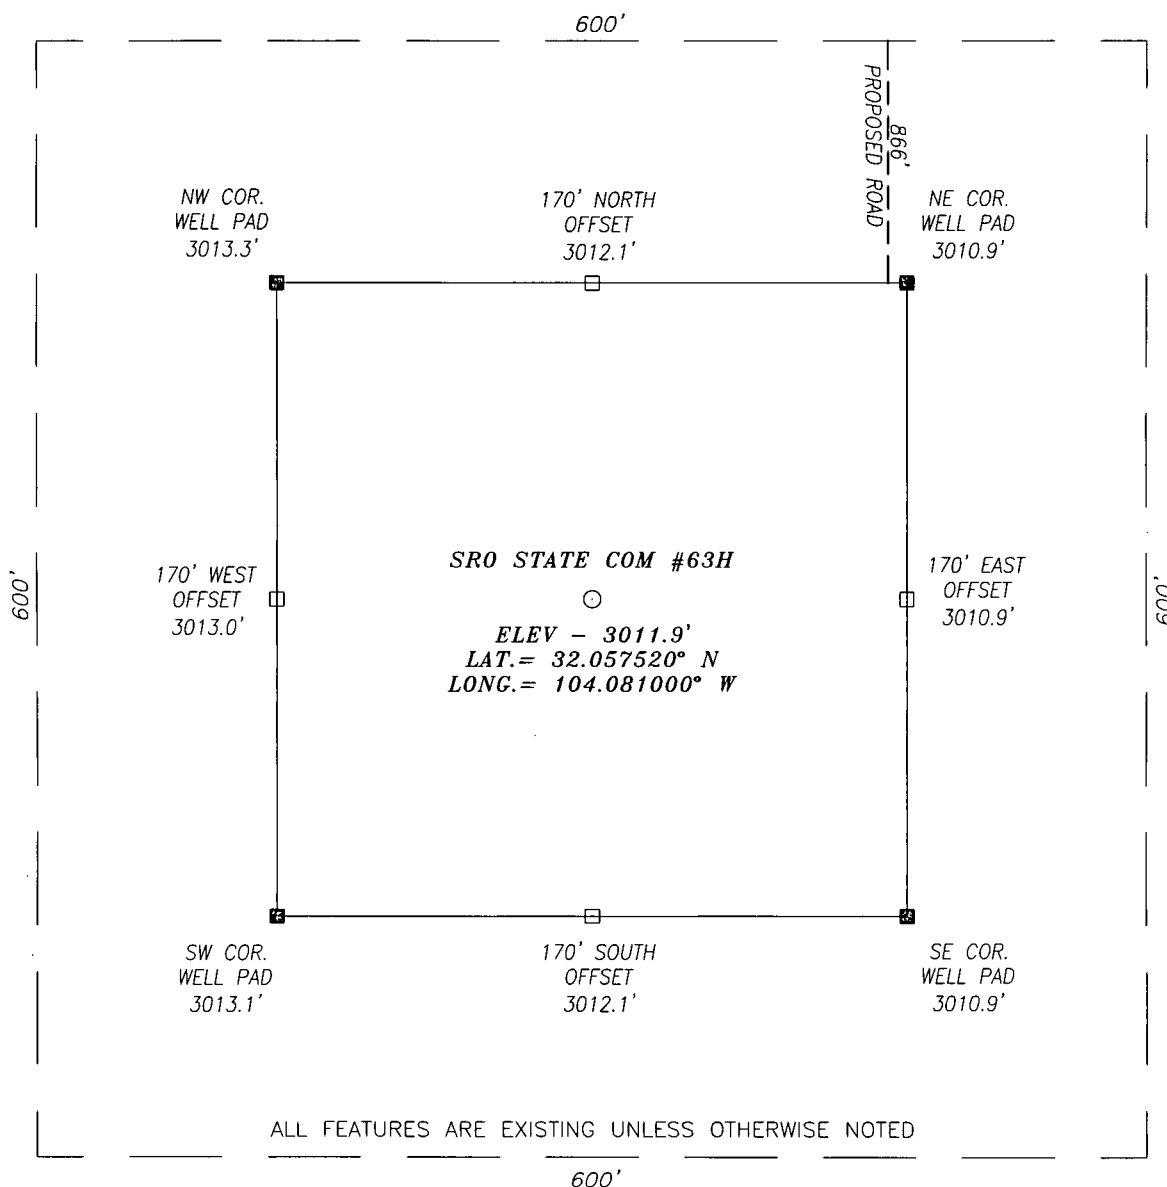 600'
866'
PROPOSED ROAD
NW COR.
WELL PAD
3013.3'
170' NORTH
OFFSET
3012.1'
NE COR.
WELL PAD
3010.9'
SRO STATE COM #63H
170' WEST
OFFSET
3013.0'
170' EAST
OFFSET
3010.9'
600'
600'
ELEV - 3011.9'
LAT.= 32.057520° N
LONG.= 104.081000° W
SW COR.
WELL PAD
3013.1'
170' SOUTH
OFFSET
3012.1'
SE COR.
WELL PAD
3010.9'
ALL FEATURES ARE EXISTING UNLESS OTHERWISE NOTED
600'